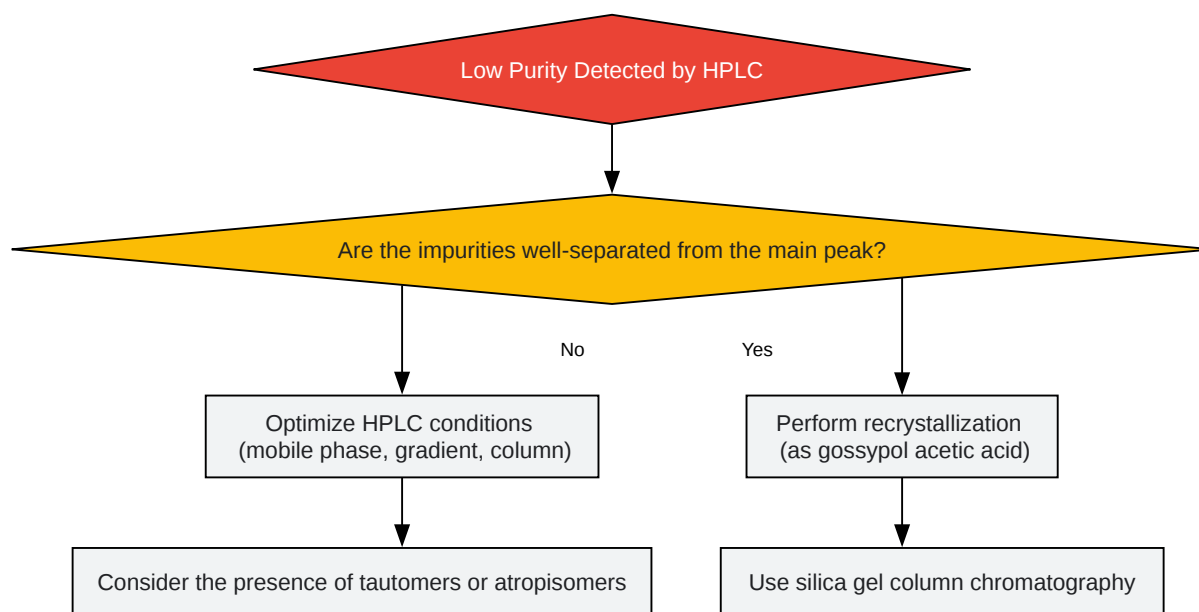 Low Purity Detected by HPLC
Are the impurities well-separated from the main peak?
No
Yes
Optimize HPLC conditions
(mobile phase, gradient, column)
Perform recrystallization
(as gossypol acetic acid)
Consider the presence of tautomers or atropisomers
Use silica gel column chromatography